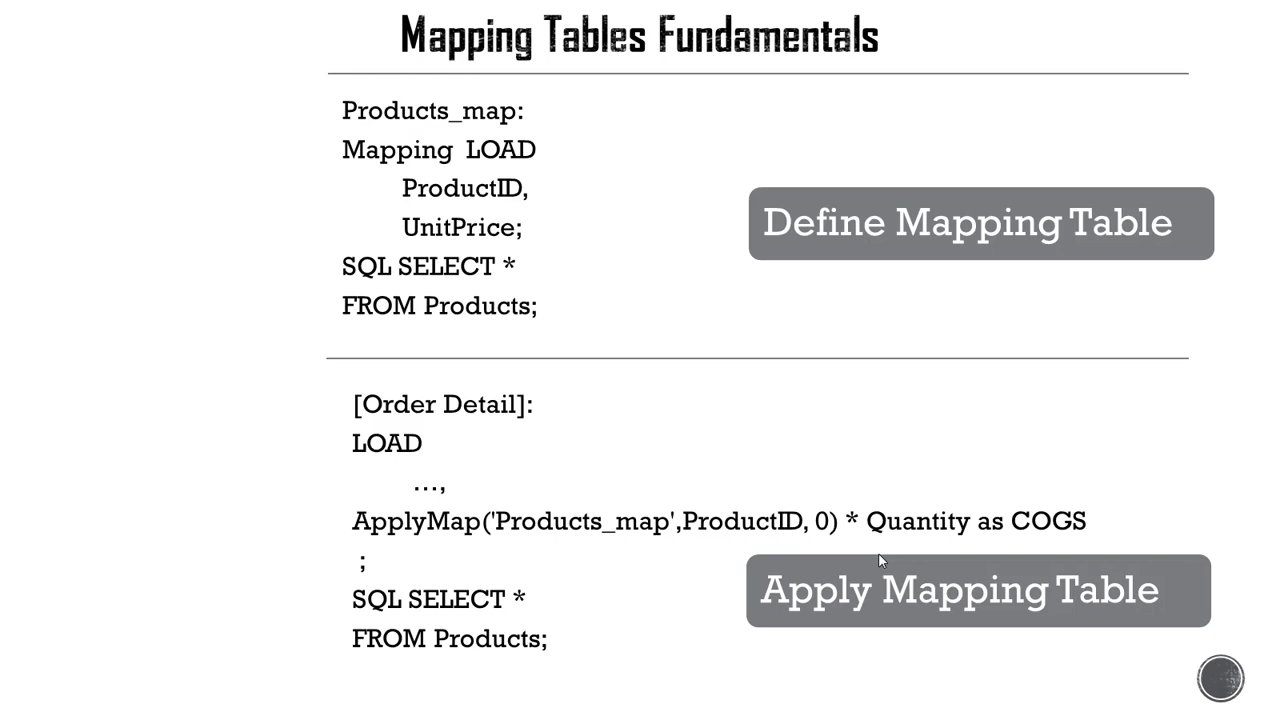 Mapping Tables Fundamentals
Products_map:
Mapping LOAD
ProductID,
UnitPrice;
SQL SELECT *
FROM Products;
Define Mapping Table
[Order Detail]:
LOAD
…,
ApplyMap('Products_map',ProductID, 0) * Quantity as COGS
;
SQL SELECT *
FROM Products;
Apply Mapping Table